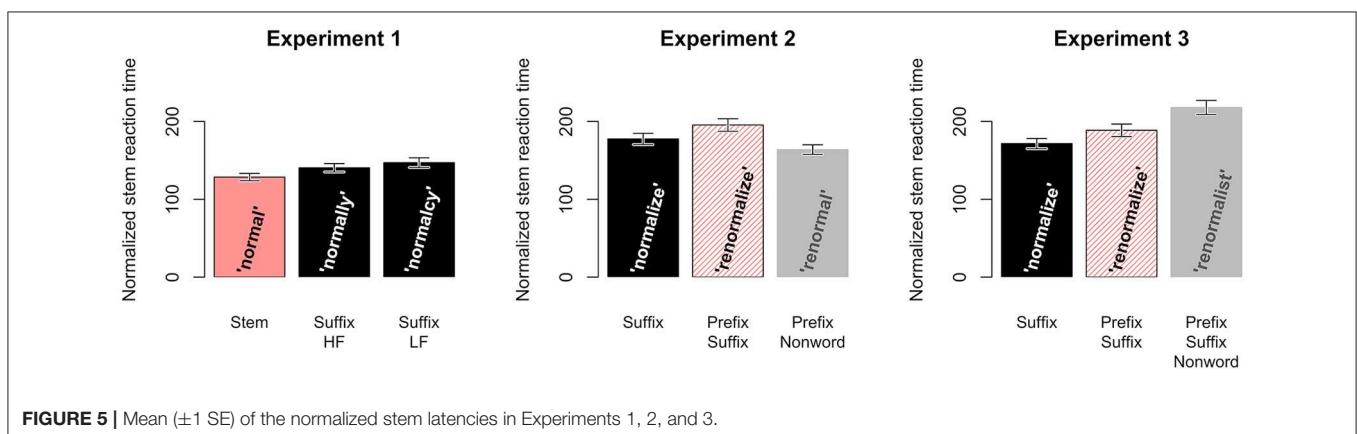 Experiment 1
Normalized stem reaction time
200
100
0
'normal'
'normally'
'normalcy'
Stem
Suffix
HF
Suffix
LF
Experiment 2
Normalized stem reaction time
200
100
0
'normalize'
'renormalize'
'renormal'
Suffix
Prefix
Suffix
Prefix
Nonword
Experiment 3
Normalized stem reaction time
200
100
0
'normalize'
'renormalize'
'renormalist'
Suffix
Prefix
Suffix
Prefix
Suffix
Nonword
FIGURE 5 | Mean (±1 SE) of the normalized stem latencies in Experiments 1, 2, and 3.